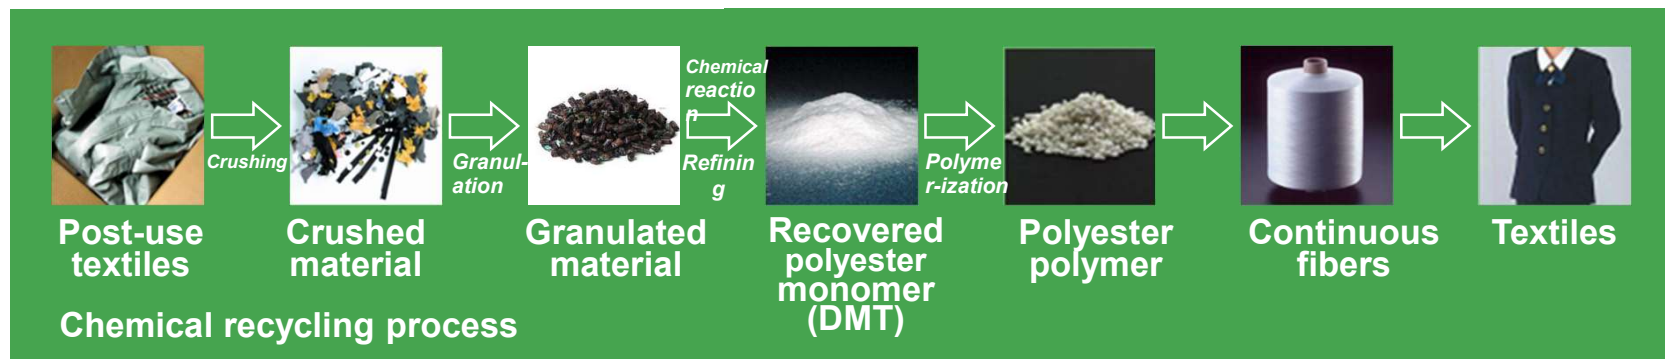 Crushing
Granul-
ation
Chemical
reactio
n
Refinin
g
Polyme
r-ization
Post-use
textiles
Crushed
material
Granulated
material
Recovered
polyester
monomer
(DMT)
Polyester
polymer
Continuous
fibers
Textiles
Chemical recycling process